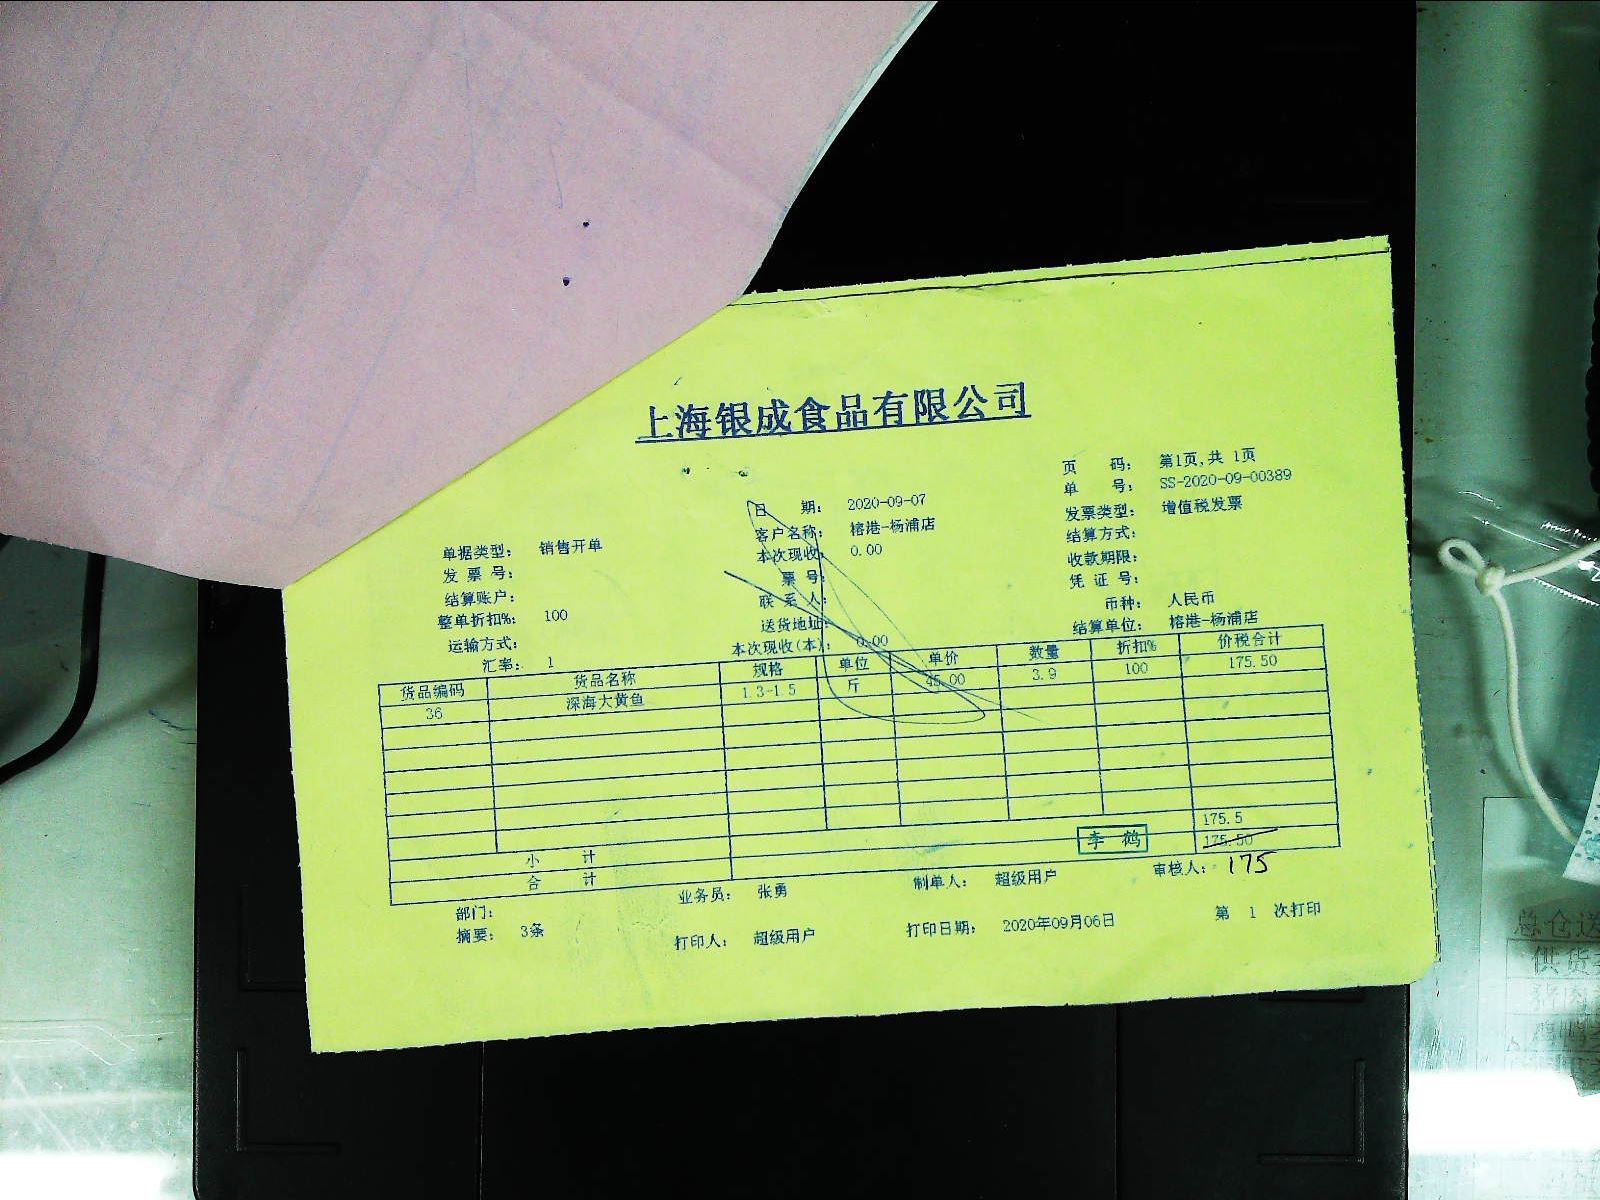 上海银成食品有限公司
页 码: 第1页,共 1页
单 号: SS-2020-09-00389
日 期: 2020-09-07
发票类型: 增值税发票
单据类型: 销售开单
客户名称: 榕港-杨浦店
结算方式:
发 票 号:
本次现收: 0.00
收款期限:
结算账户:
票 号:
凭 证 号:
整单折扣%: 100
联 系 人:
币种: 人民币
运输方式:
送货地址:
结算单位: 榕港-杨浦店
汇率: 1
本次现收(本): 0.00
货品编码 货品名称 规格 单位 单价 数量 折扣% 价税合计
36 深海大黄鱼 1.3-1.5 斤 45.00 3.9 100 175.50
小 计 175.5
合 计 175.50
李 鹤
175
部门: 业务员: 张勇 制单人: 超级用户 审核人:
摘要: 3条 打印人: 超级用户 打印日期: 2020年09月06日 第 1 次打印
总仓送
供货